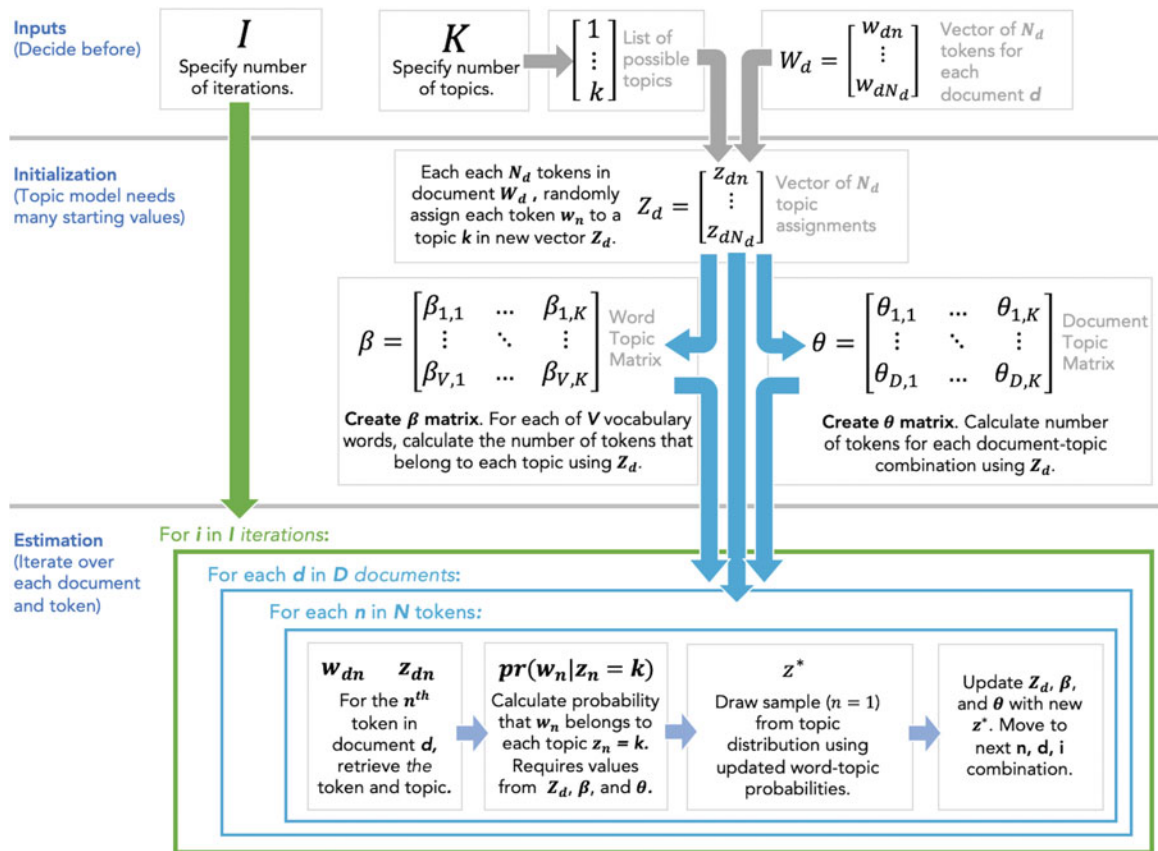 Inputs
(Decide before)
I
Specify number
of iterations.
K
Specify number
of topics.
1
⋮
k
List of
possible
topics
W_d =
w_dn
⋮
w_dN_d
Vector of N_d
tokens for
each
document d
Initialization
(Topic model needs
many starting values)
Each each N_d tokens in
document W_d , randomly
assign each token w_n to a
topic k in new vector Z_d.
Z_d =
z_dn
⋮
z_dN_d
Vector of N_d
topic
assignments
β =
β_1,1 … β_1,K
⋮ ⋱ ⋮
β_V,1 … β_V,K
Word
Topic
Matrix
Create β matrix. For each of V vocabulary
words, calculate the number of tokens that
belong to each topic using Z_d.
θ =
θ_1,1 … θ_1,K
⋮ ⋱ ⋮
θ_D,1 … θ_D,K
Document
Topic
Matrix
Create θ matrix. Calculate number
of tokens for each document-topic
combination using Z_d.
Estimation
(Iterate over
each document
and token)
For i in I iterations:
For each d in D documents:
For each n in N tokens:
w_dn z_dn
For the n^th
token in
document d,
retrieve the
token and topic.
pr(w_n|z_n = k)
Calculate probability
that w_n belongs to
each topic z_n = k.
Requires values
from Z_d, β, and θ.
z*
Draw sample (n = 1)
from topic
distribution using
updated word-topic
probabilities.
Update Z_d, β,
and θ with new
z*. Move to
next n, d, i
combination.